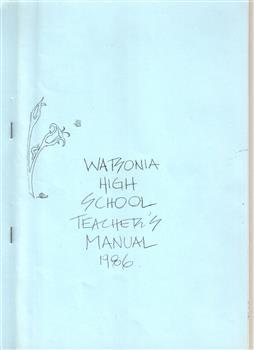 WATSONIA
HIGH
SCHOOL
TEACHER'S
MANUAL
1986.